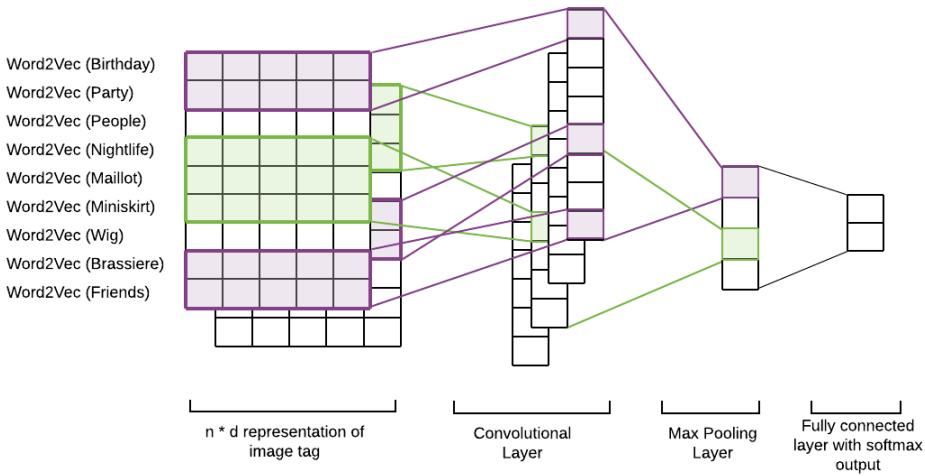 Word2Vec (Birthday)
Word2Vec (Party)
Word2Vec (People)
Word2Vec (Nightlife)
Word2Vec (Maillot)
Word2Vec (Miniskirt)
Word2Vec (Wig)
Word2Vec (Brassiere)
Word2Vec (Friends)
n * d representation of
image tag
Convolutional
Layer
Max Pooling
Layer
Fully connected
layer with softmax
output